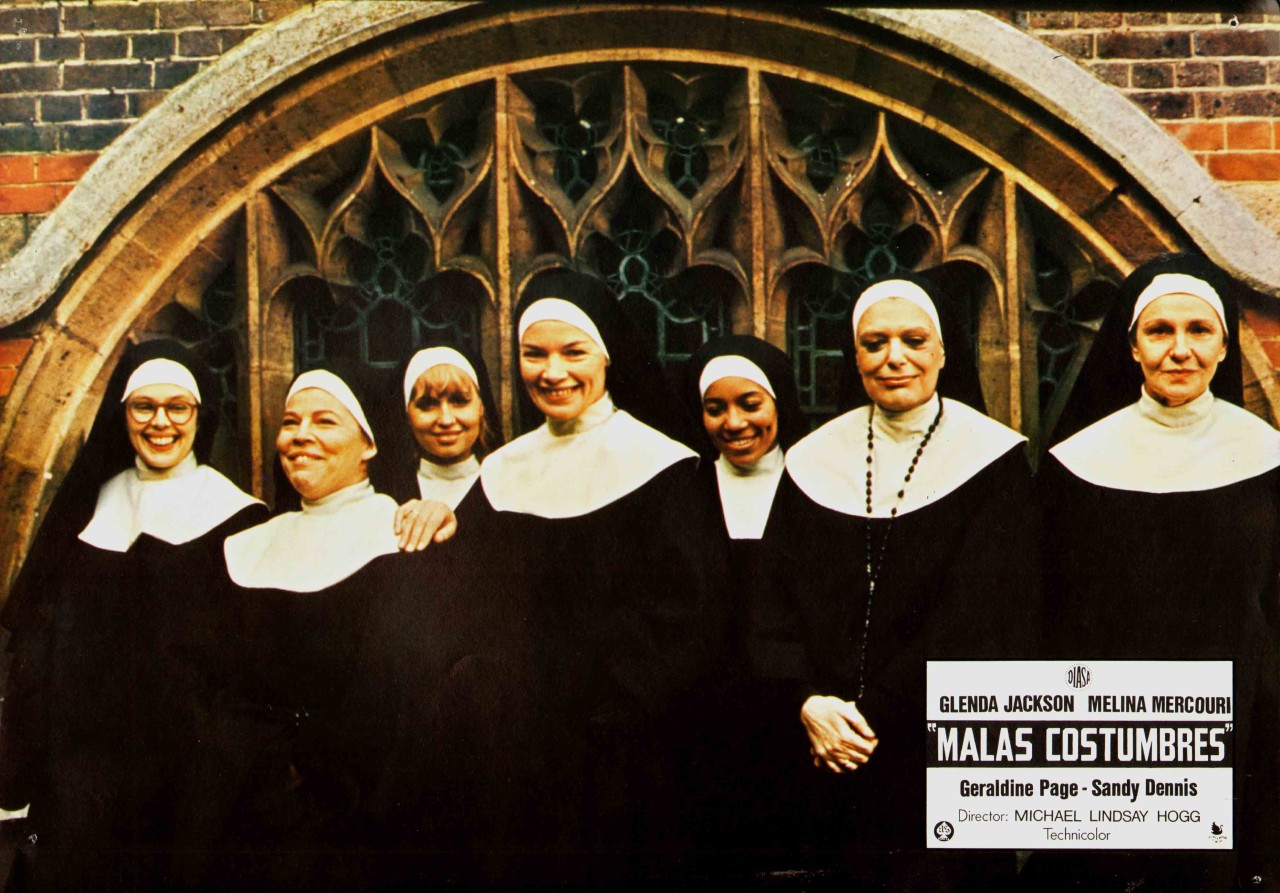 DIASA
GLENDA JACKSON MELINA MERCOURI
"MALAS COSTUMBRES"
Geraldine Page - Sandy Dennis
Director: MICHAEL LINDSAY HOGG
Technicolor